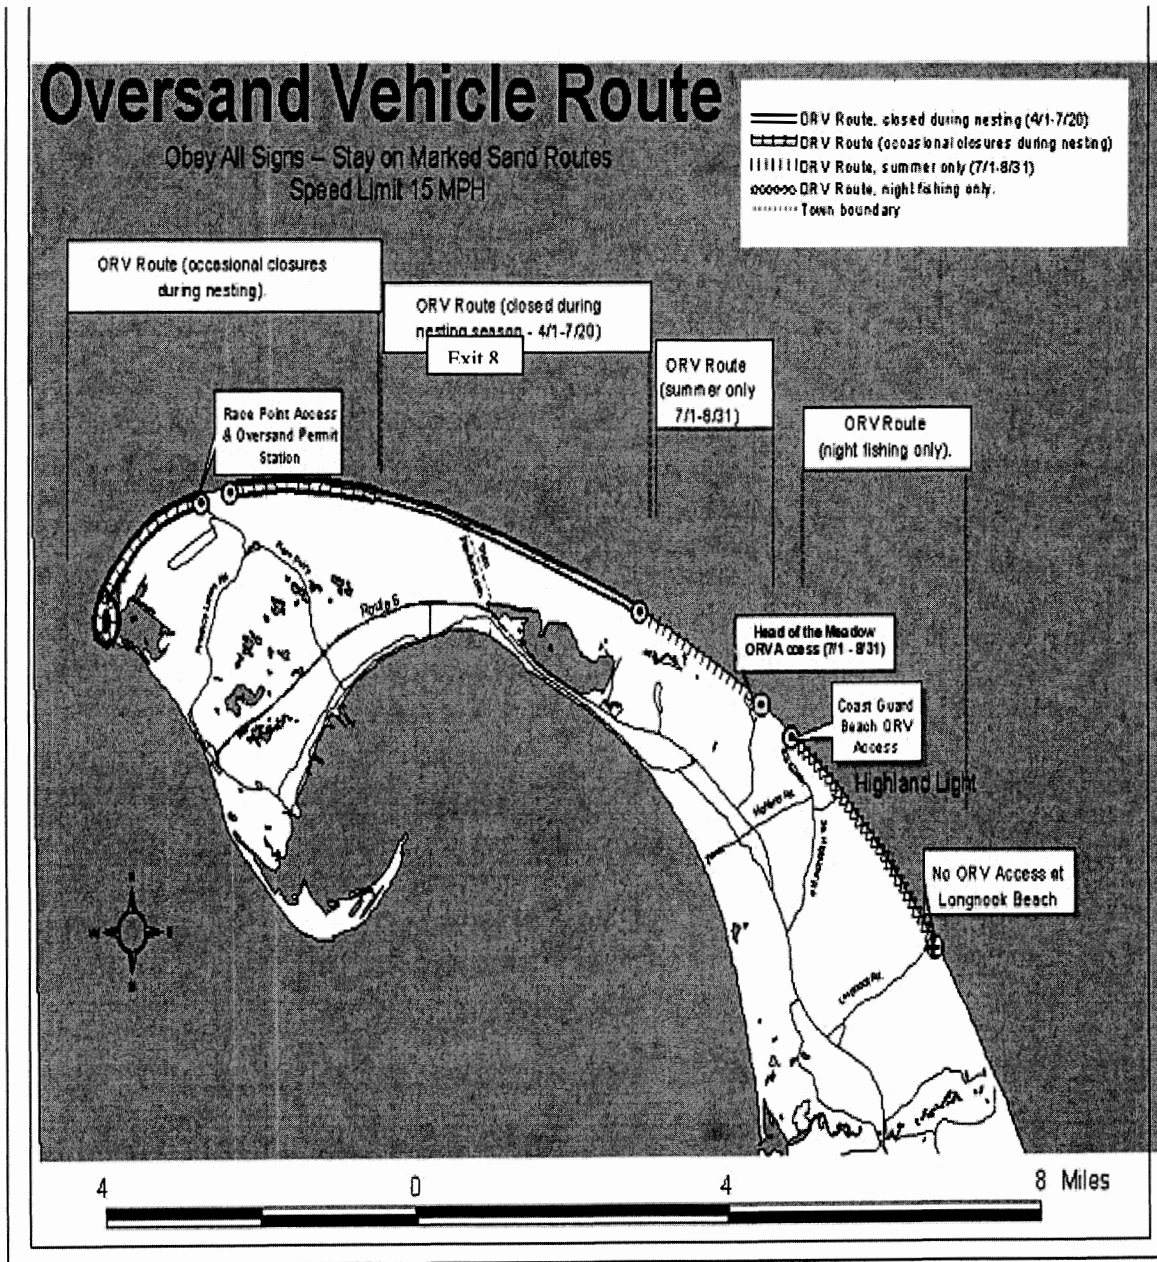 Oversand Vehicle Route
Obey All Signs – Stay on Marked Sand Routes
Speed Limit 15 MPH
ORV Route, closed during nesting (4/1-7/20)
ORV Route (occasional closures during nesting)
ORV Route, summer only (7/1-8/31)
ORV Route, night fishing only.
Town boundary
ORV Route (occasional closures
during nesting).
ORV Route (closed during
nesting season - 4/1-7/20)
Exit 8
ORV Route
(summer only
7/1-8/31)
ORV Route
(night fishing only).
Race Point Access
& Oversand Permit
Station
Route 6
Head of the Meadow
ORV Access (7/1 - 8/31)
Coast Guard
Beach ORV
Access
Highland Light
Highland Rd.
No ORV Access at
Longnook Beach
Longnook Rd.
W E
4 0 4 8 Miles